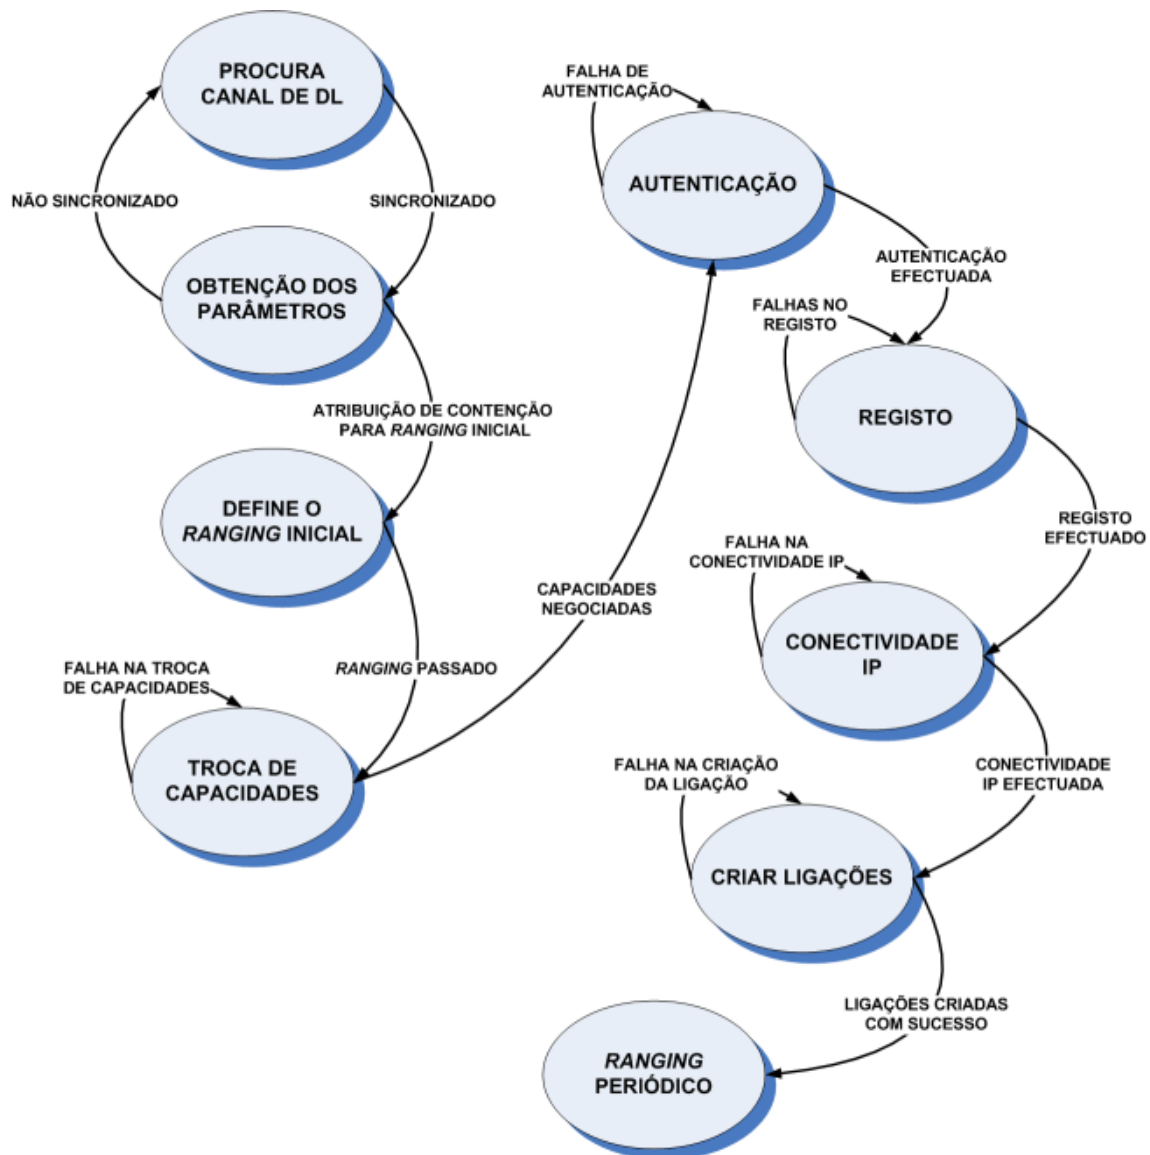 PROCURA
CANAL DE DL
NÃO SINCRONIZADO
SINCRONIZADO
OBTENÇÃO DOS
PARÂMETROS
ATRIBUIÇÃO DE CONTENÇÃO
PARA RANGING INICIAL
DEFINE O
RANGING INICIAL
RANGING PASSADO
FALHA NA TROCA
DE CAPACIDADES
TROCA DE
CAPACIDADES
CAPACIDADES
NEGOCIADAS
FALHA DE
AUTENTICAÇÃO
AUTENTICAÇÃO
AUTENTICAÇÃO
EFECTUADA
FALHAS NO
REGISTO
REGISTO
REGISTO
EFECTUADO
FALHA NA
CONECTIVIDADE IP
CONECTIVIDADE
IP
CONECTIVIDADE
IP EFECTUADA
FALHA NA CRIAÇÃO
DA LIGAÇÃO
CRIAR LIGAÇÕES
LIGAÇÕES CRIADAS
COM SUCESSO
RANGING
PERIÓDICO